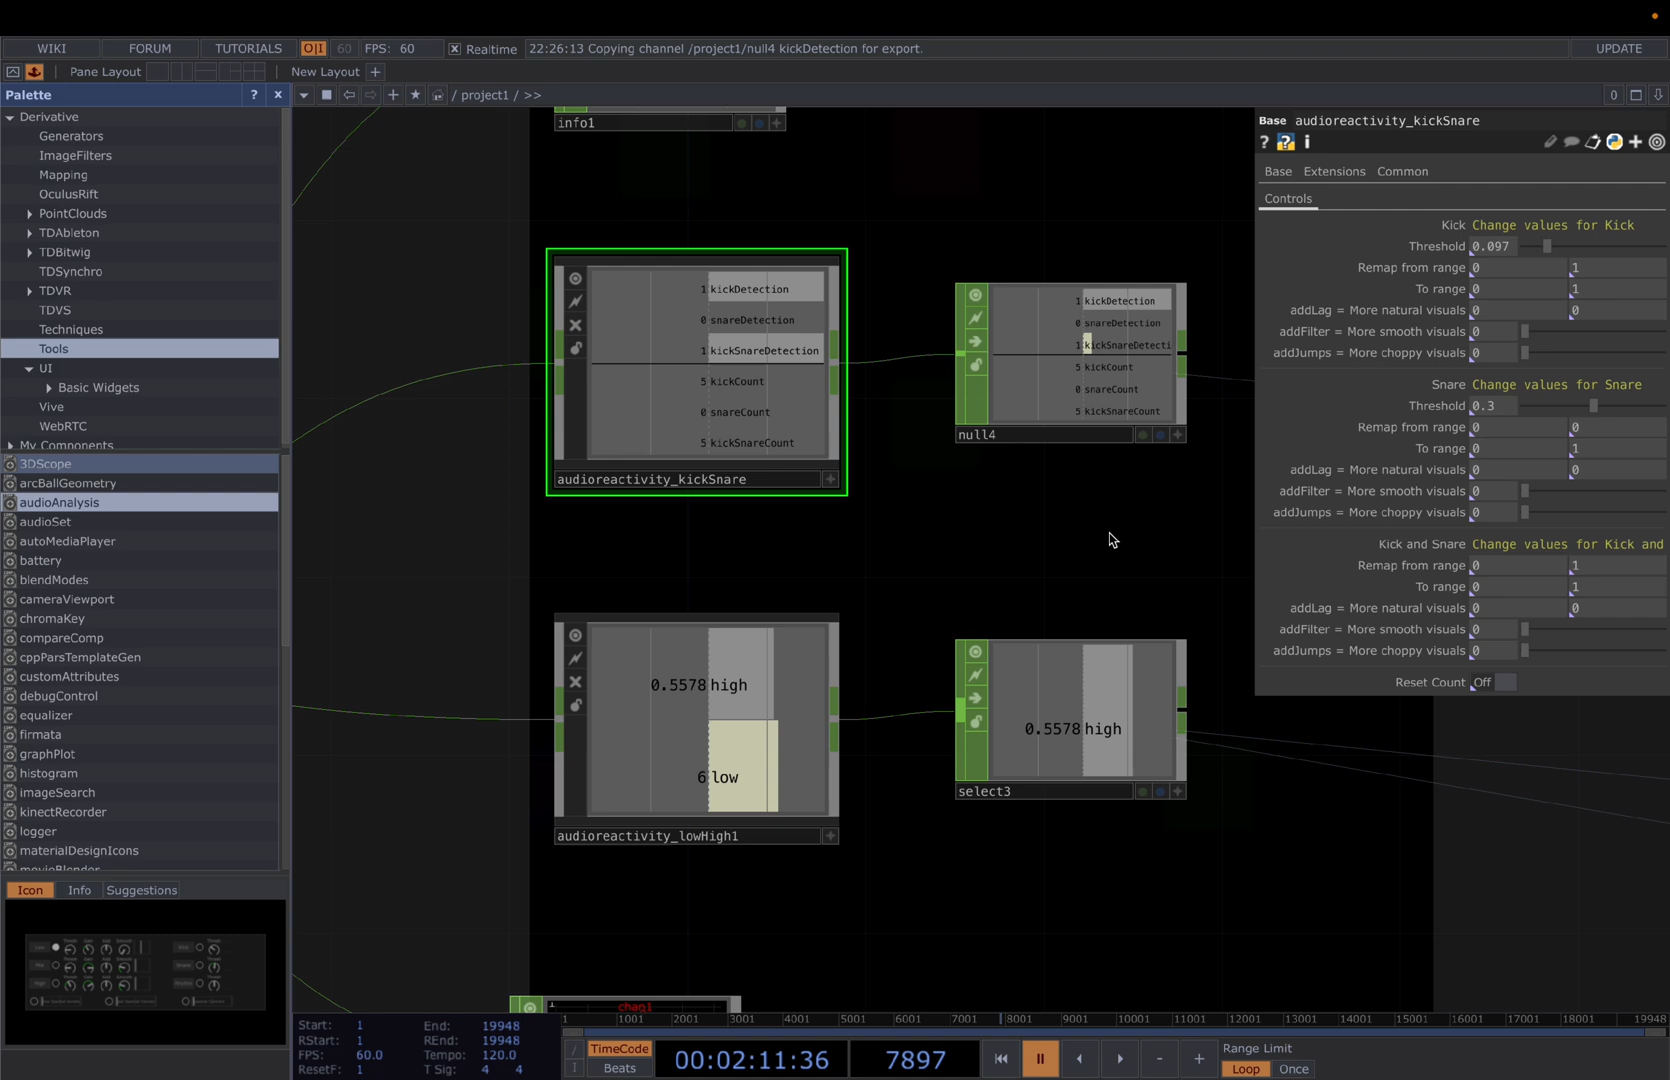 WIKI FORUM TUTORIALS O|I 60 FPS: 60 Realtime 22:26:13 Copying channel /project1/null4 kickDetection for export. UPDATE
Pane Layout New Layout +
Palette ? x
/ project1 / >> 0
Derivative
Generators
ImageFilters
Mapping
OculusRift
PointClouds
TDAbleton
TDBitwig
TDSynchro
TDVR
TDVS
Techniques
Tools
UI
Basic Widgets
Vive
WebRTC
My Components
3DScope
arcBallGeometry
audioAnalysis
audioSet
autoMediaPlayer
battery
blendModes
cameraViewport
chromaKey
compareComp
cppParsTemplateGen
customAttributes
debugControl
equalizer
firmata
graphPlot
histogram
imageSearch
kinectRecorder
logger
materialDesignIcons
movieBlender
Icon Info Suggestions
info1
1 kickDetection
0 snareDetection
1 kickSnareDetection
5 kickCount
0 snareCount
5 kickSnareCount
audioreactivity_kickSnare
1 kickDetection
0 snareDetection
1 kickSnareDetecti
5 kickCount
0 snareCount
5 kickSnareCount
null4
0.5578 high
6 low
audioreactivity_lowHigh1
0.5578 high
select3
chan1
Base audioreactivity_kickSnare
? ? i
Base Extensions Common
Controls
Kick Change values for Kick
Threshold 0.097
Remap from range 0 1
To range 0 1
addLag = More natural visuals 0 0
addFilter = More smooth visuals 0
addJumps = More choppy visuals 0
Snare Change values for Snare
Threshold 0.3
Remap from range 0 0
To range 0 1
addLag = More natural visuals 0 0
addFilter = More smooth visuals 0
addJumps = More choppy visuals 0
Kick and Snare Change values for Kick and
Remap from range 0 1
To range 0 1
addLag = More natural visuals 0 0
addFilter = More smooth visuals 0
addJumps = More choppy visuals 0
Reset Count Off
1 1001 2001 3001 4001 5001 6001 7001 8001 9001 10001 11001 12001 13001 14001 15001 16001 17001 18001 19948
Start: 1 End: 19948
RStart: 1 REnd: 19948
FPS: 60.0 Tempo: 120.0
ResetF: 1 T Sig: 4 4
TimeCode
Beats
00:02:11:36 7897
- +
Range Limit
Loop Once